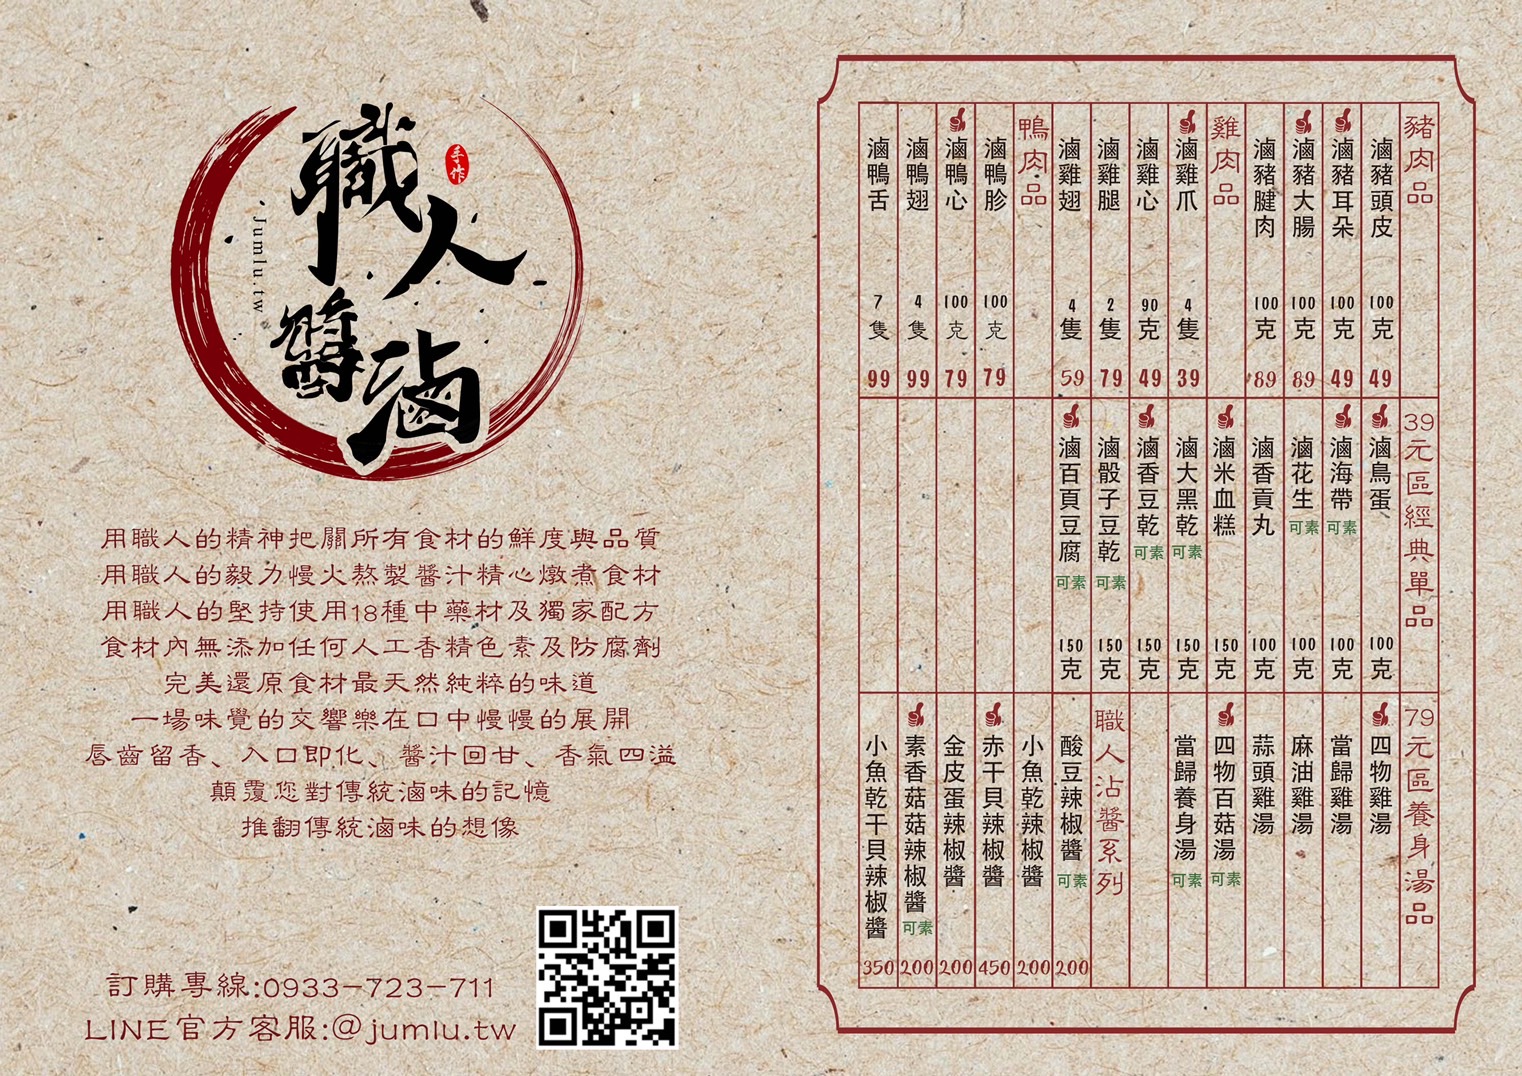 職人醬滷
手作
Jumlu.tw
用職人的精神把關所有食材的鮮度與品質
用職人的毅力慢火熬製醬汁精心燉煮食材
用職人的堅持使用18種中藥材及獨家配方
食材內無添加任何人工香精色素及防腐劑
完美還原食材最天然純粹的味道
一場味覺的交響樂在口中慢慢的展開
唇齒留香、入口即化、醬汁回甘、香氣四溢
顛覆您對傳統滷味的記憶
推翻傳統滷味的想像
訂購專線:0933-723-711
LINE官方客服:@jumlu.tw
豬肉品
滷豬頭皮 100克 49
滷豬耳朵 100克 49
滷豬大腸 100克 89
滷豬腱肉 100克 89
雞肉品
滷雞爪 4隻 39
滷雞心 90克 49
滷雞腿 2隻 79
滷雞翅 4隻 59
鴨肉品
滷鴨胗 100克 79
滷鴨心 100克 79
滷鴨翅 4隻 99
滷鴨舌 7隻 99
39元區經典單品
滷鳥蛋 100克
滷海帶 可素 100克
滷花生 可素 100克
滷香貢丸 100克
滷米血糕 150克
滷大黑乾 可素 150克
滷香豆乾 可素 150克
滷骰子豆乾 可素 150克
滷百頁豆腐 可素 150克
79元區養身湯品
四物雞湯
當歸雞湯
麻油雞湯
蒜頭雞湯
四物百菇湯 可素
當歸養身湯 可素
職人沾醬系列
酸豆辣椒醬 可素 200
小魚乾辣椒醬 200
赤干貝辣椒醬 450
金皮蛋辣椒醬 200
素香菇菇辣椒醬 可素 200
小魚乾干貝辣椒醬 350